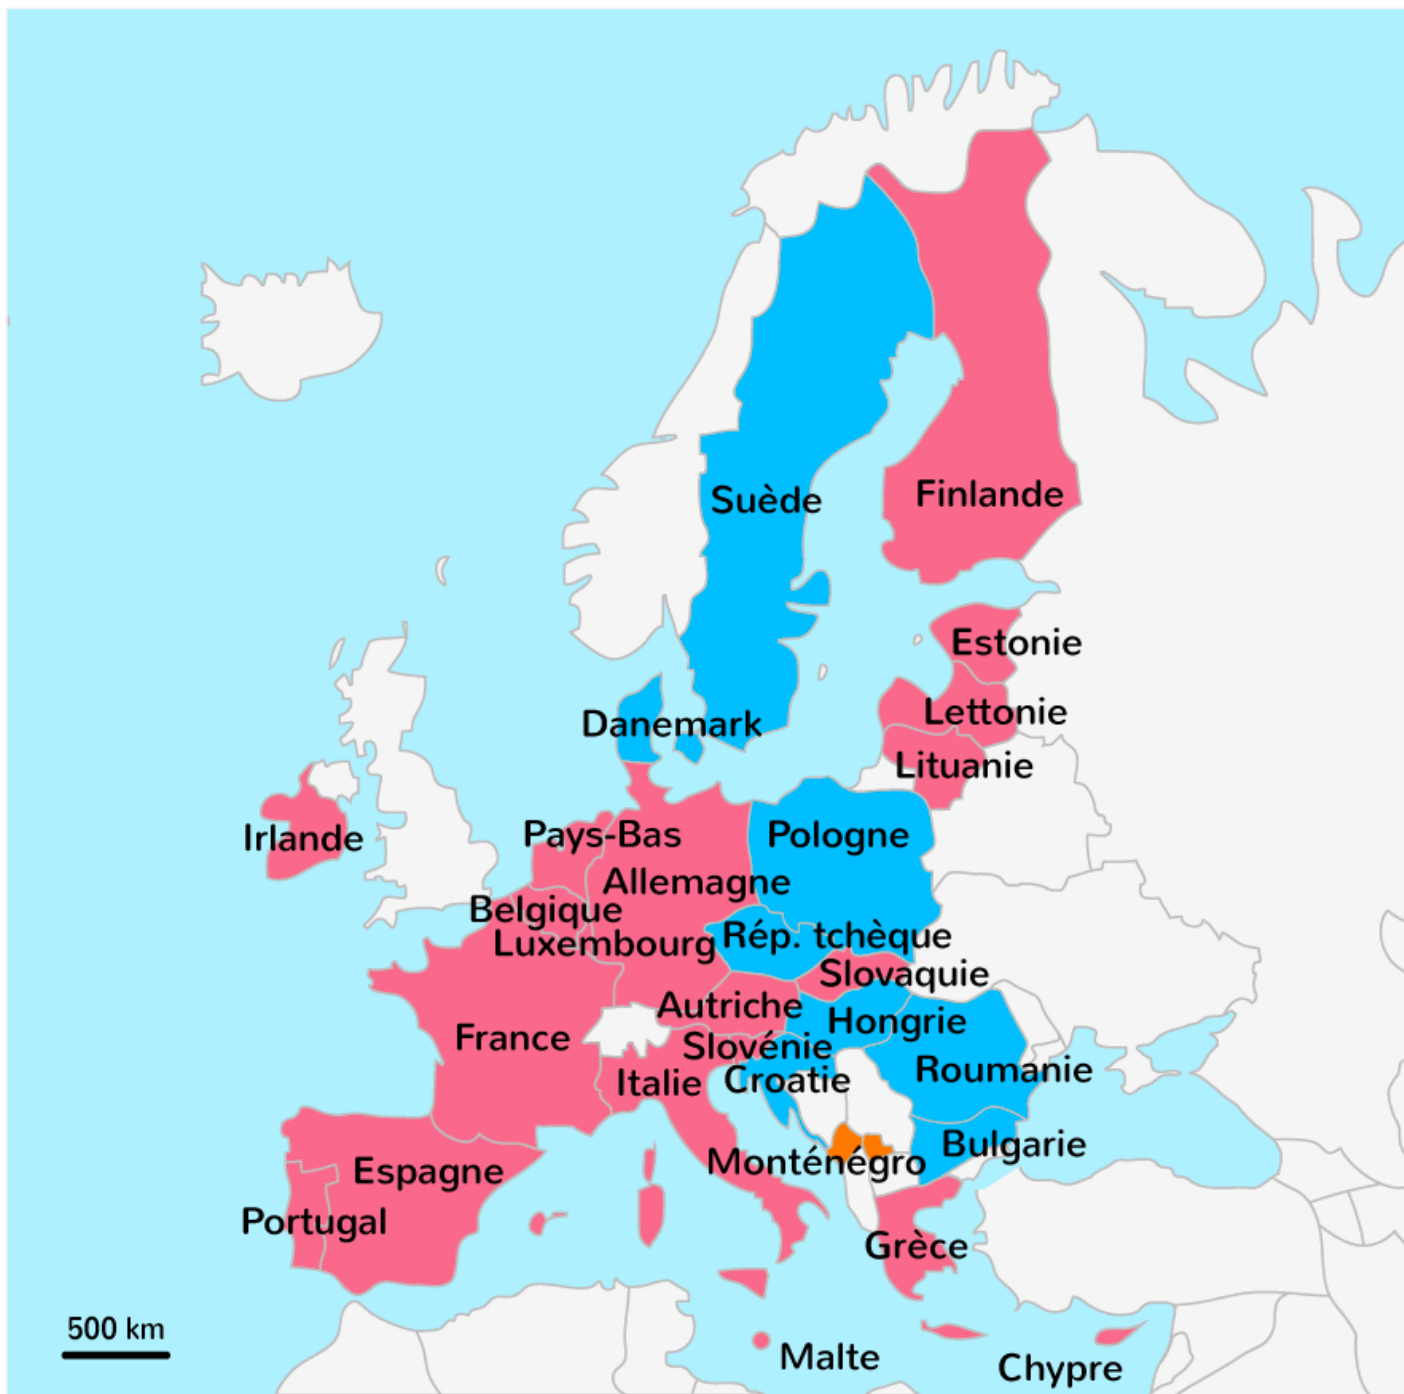 Suède
Finlande
Estonie
Lettonie
Danemark
Lituanie
Irlande
Pays-Bas
Pologne
Allemagne
Belgique
Rép. tchèque
Luxembourg
Slovaquie
Autriche
Hongrie
France
Slovénie
Roumanie
Italie
Croatie
Bulgarie
Monténégro
Espagne
Portugal
Grèce
500 km
Malte
Chypre